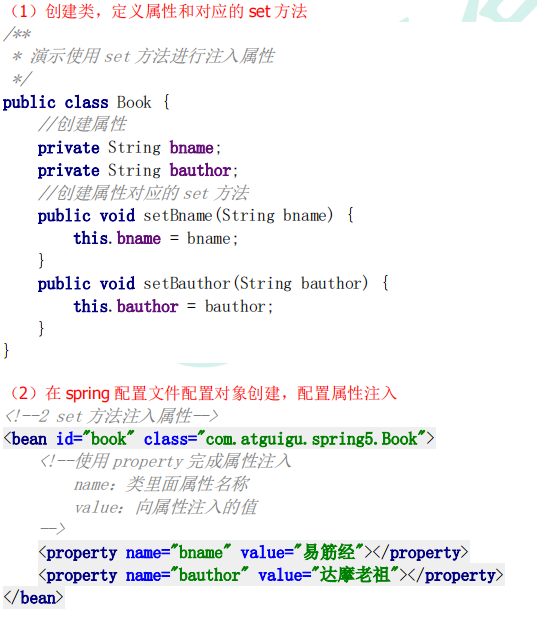 （1）创建类，定义属性和对应的 set 方法
/**
 * 演示使用 set 方法进行注入属性
 */
public class Book {
    //创建属性
    private String bname;
    private String bauthor;
    //创建属性对应的 set 方法
    public void setBname(String bname) {
        this.bname = bname;
    }
    public void setBauthor(String bauthor) {
        this.bauthor = bauthor;
    }
}
（2）在 spring 配置文件配置对象创建，配置属性注入
<!--2 set 方法注入属性-->
<bean id="book" class="com.atguigu.spring5.Book">
    <!--使用 property 完成属性注入
        name：类里面属性名称
        value：向属性注入的值
    -->
    <property name="bname" value="易筋经"></property>
    <property name="bauthor" value="达摩老祖"></property>
</bean>